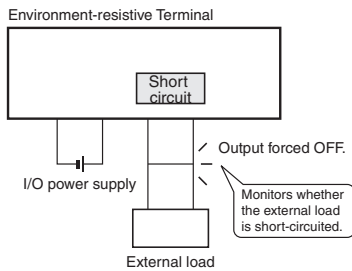 Environment-resistive Terminal
Short
circuit
Output forced OFF.
I/O power supply
Monitors whether
the external load
is short-circuited.
External load